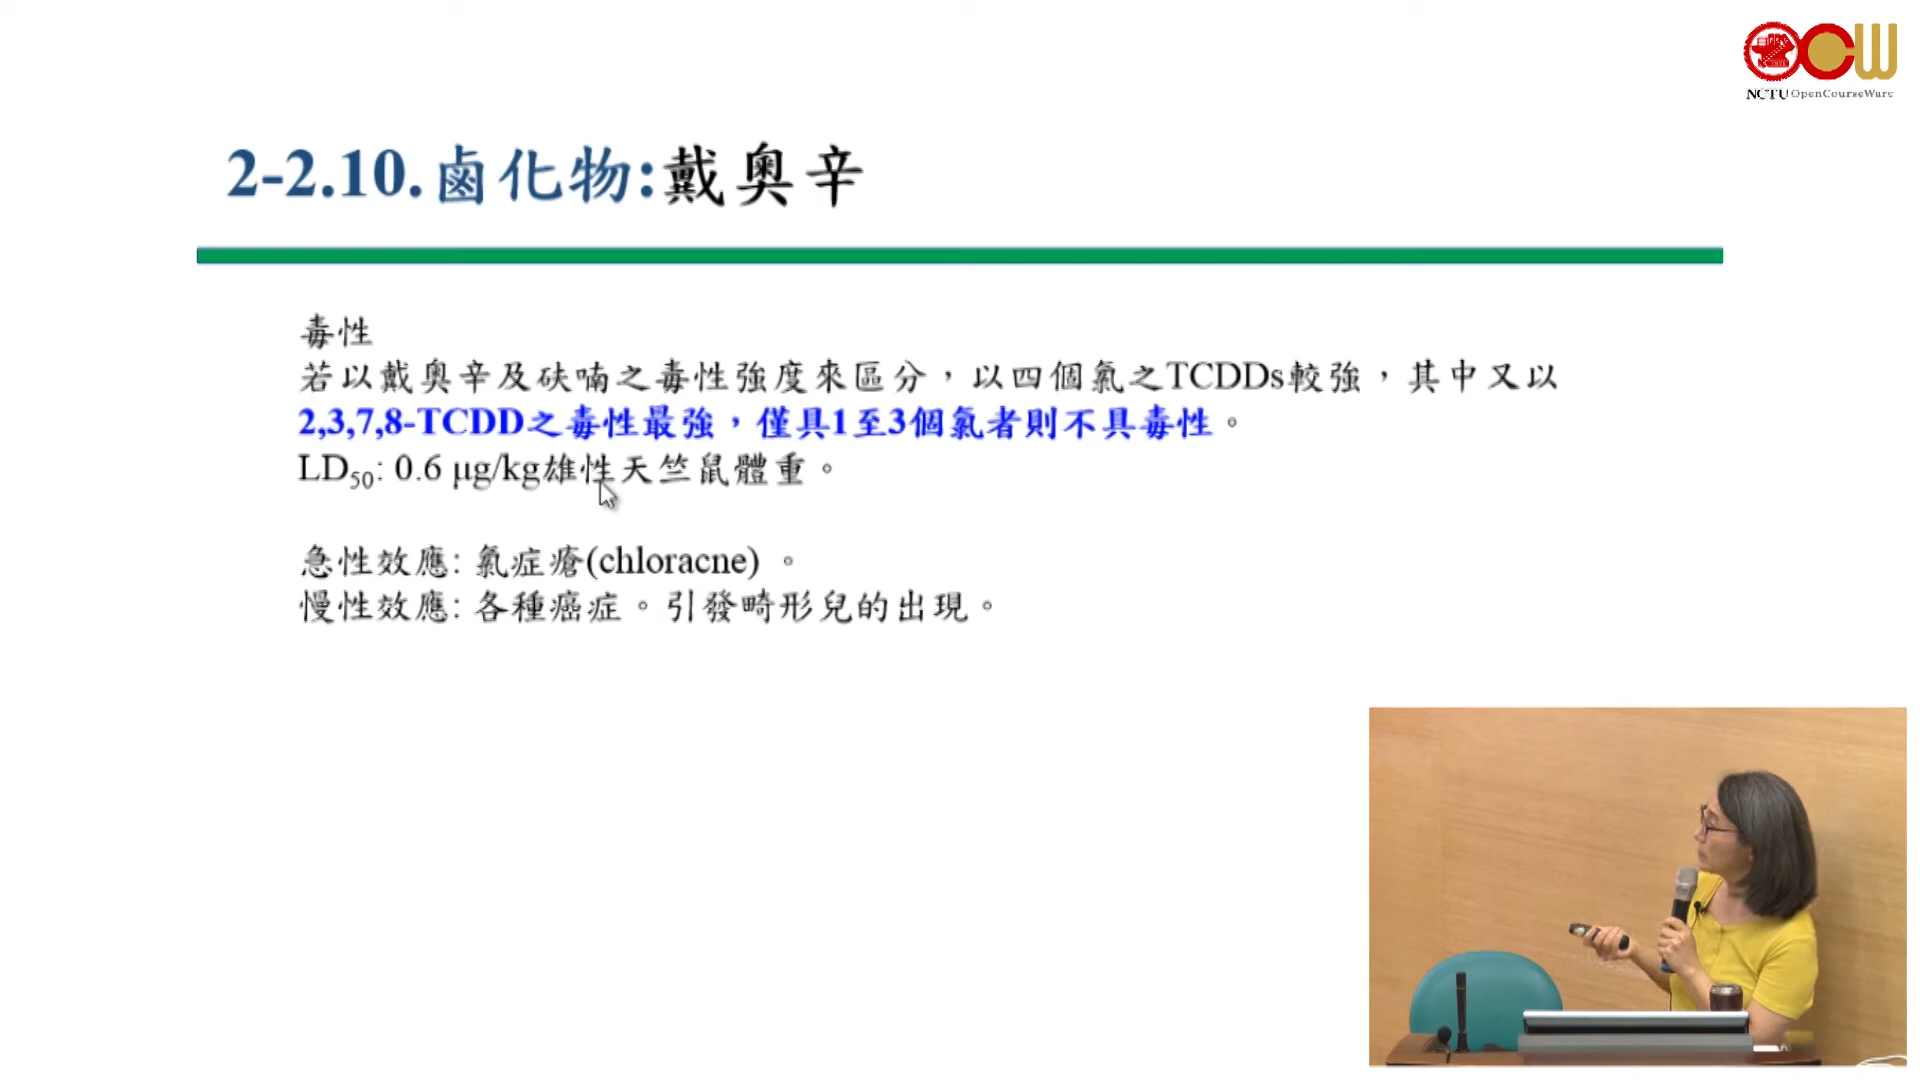 NCTU OpenCourseWare
2-2.10.鹵化物:戴奧辛
毒性
若以戴奧辛及呋喃之毒性強度來區分，以四個氯之TCDDs較強，其中又以
2,3,7,8-TCDD之毒性最強，僅具1至3個氯者則不具毒性。
LD50: 0.6 μg/kg雄性天竺鼠體重。
急性效應: 氯症瘡(chloracne) 。
慢性效應: 各種癌症。引發畸形兒的出現。